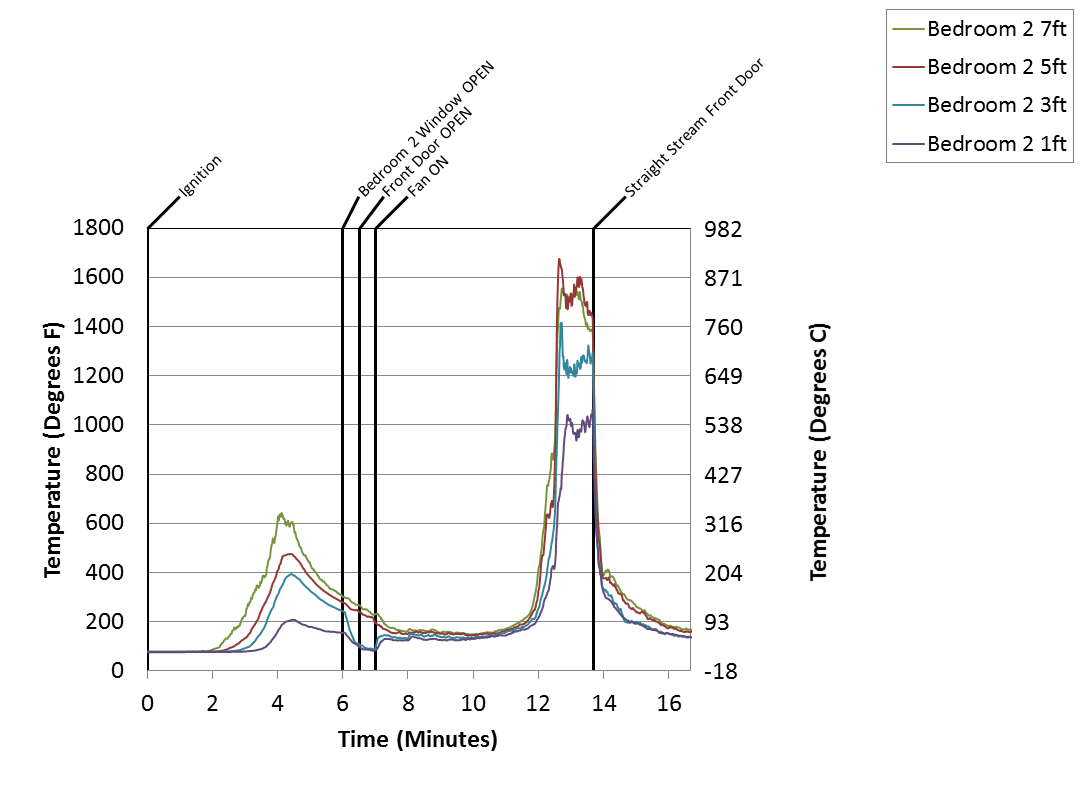 Bedroom 2 7ft
Bedroom 2 5ft
Bedroom 2 3ft
Bedroom 2 1ft
Ignition
Bedroom 2 Window OPEN
Front Door OPEN
Fan ON
Straight Stream Front Door
Temperature (Degrees F)
1800
1600
1400
1200
1000
800
600
400
200
0
982
871
760
649
538
427
316
204
93
-18
Temperature (Degrees C)
0 2 4 6 8 10 12 14 16
Time (Minutes)